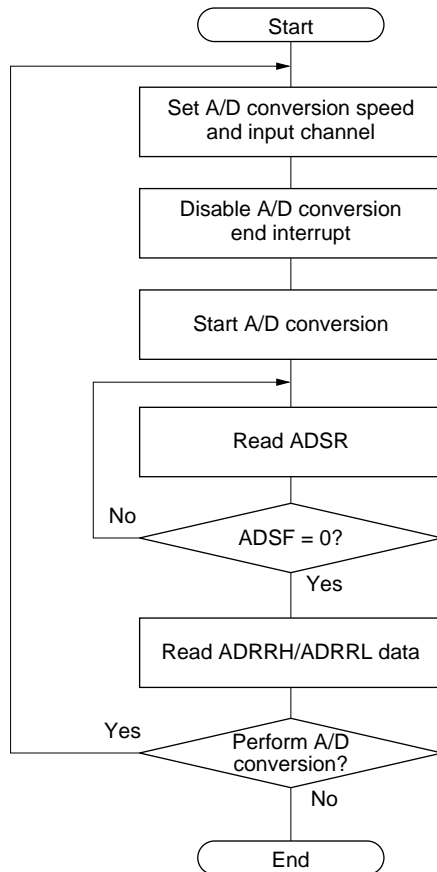 Start
Set A/D conversion speed
and input channel
Disable A/D conversion
end interrupt
Start A/D conversion
Read ADSR
No
ADSF = 0?
Yes
Read ADRRH/ADRRL data
Yes
Perform A/D
conversion?
No
End